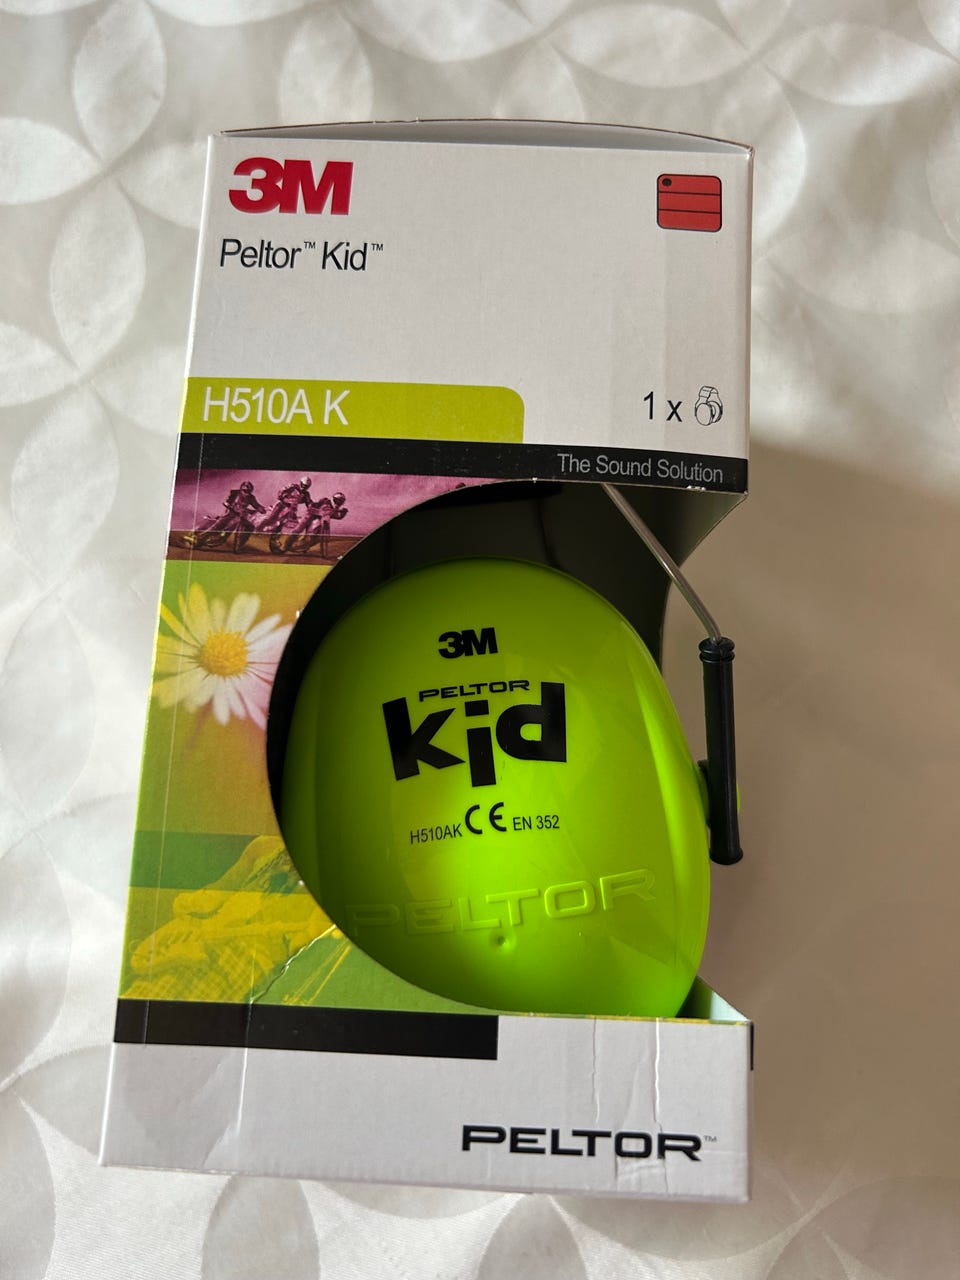 3M
Peltor™ Kid™
H510A K
1 x
The Sound Solution
3M
PELTOR
kid
H510AK CE EN 352
PELTOR
PELTOR™